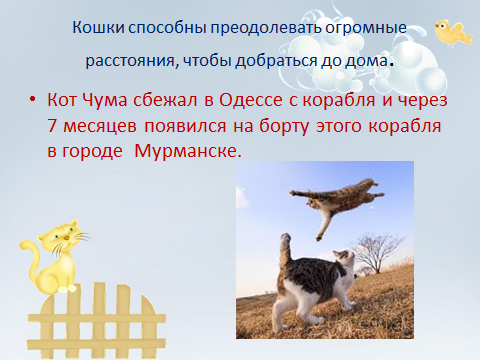 Кошки способны преодолевать огромные
расстояния, чтобы добраться до дома.
• Кот Чума сбежал в Одессе с корабля и через
7 месяцев появился на борту этого корабля
в городе Мурманске.